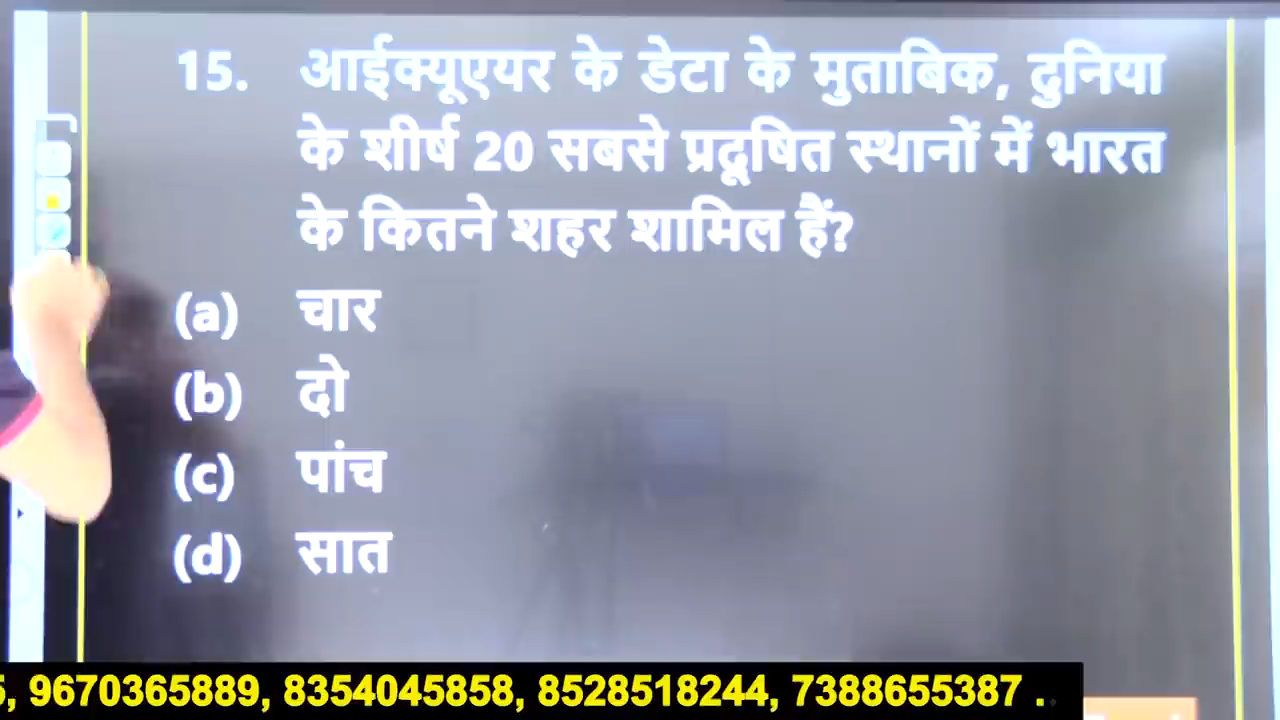 15. आईक्यूएयर के डेटा के मुताबिक, दुनिया
के शीर्ष 20 सबसे प्रदूषित स्थानों में भारत
के कितने शहर शामिल हैं?
(a) चार
(b) दो
(c) पांच
(d) सात
, 9670365889, 8354045858, 8528518244, 7388655387 ..